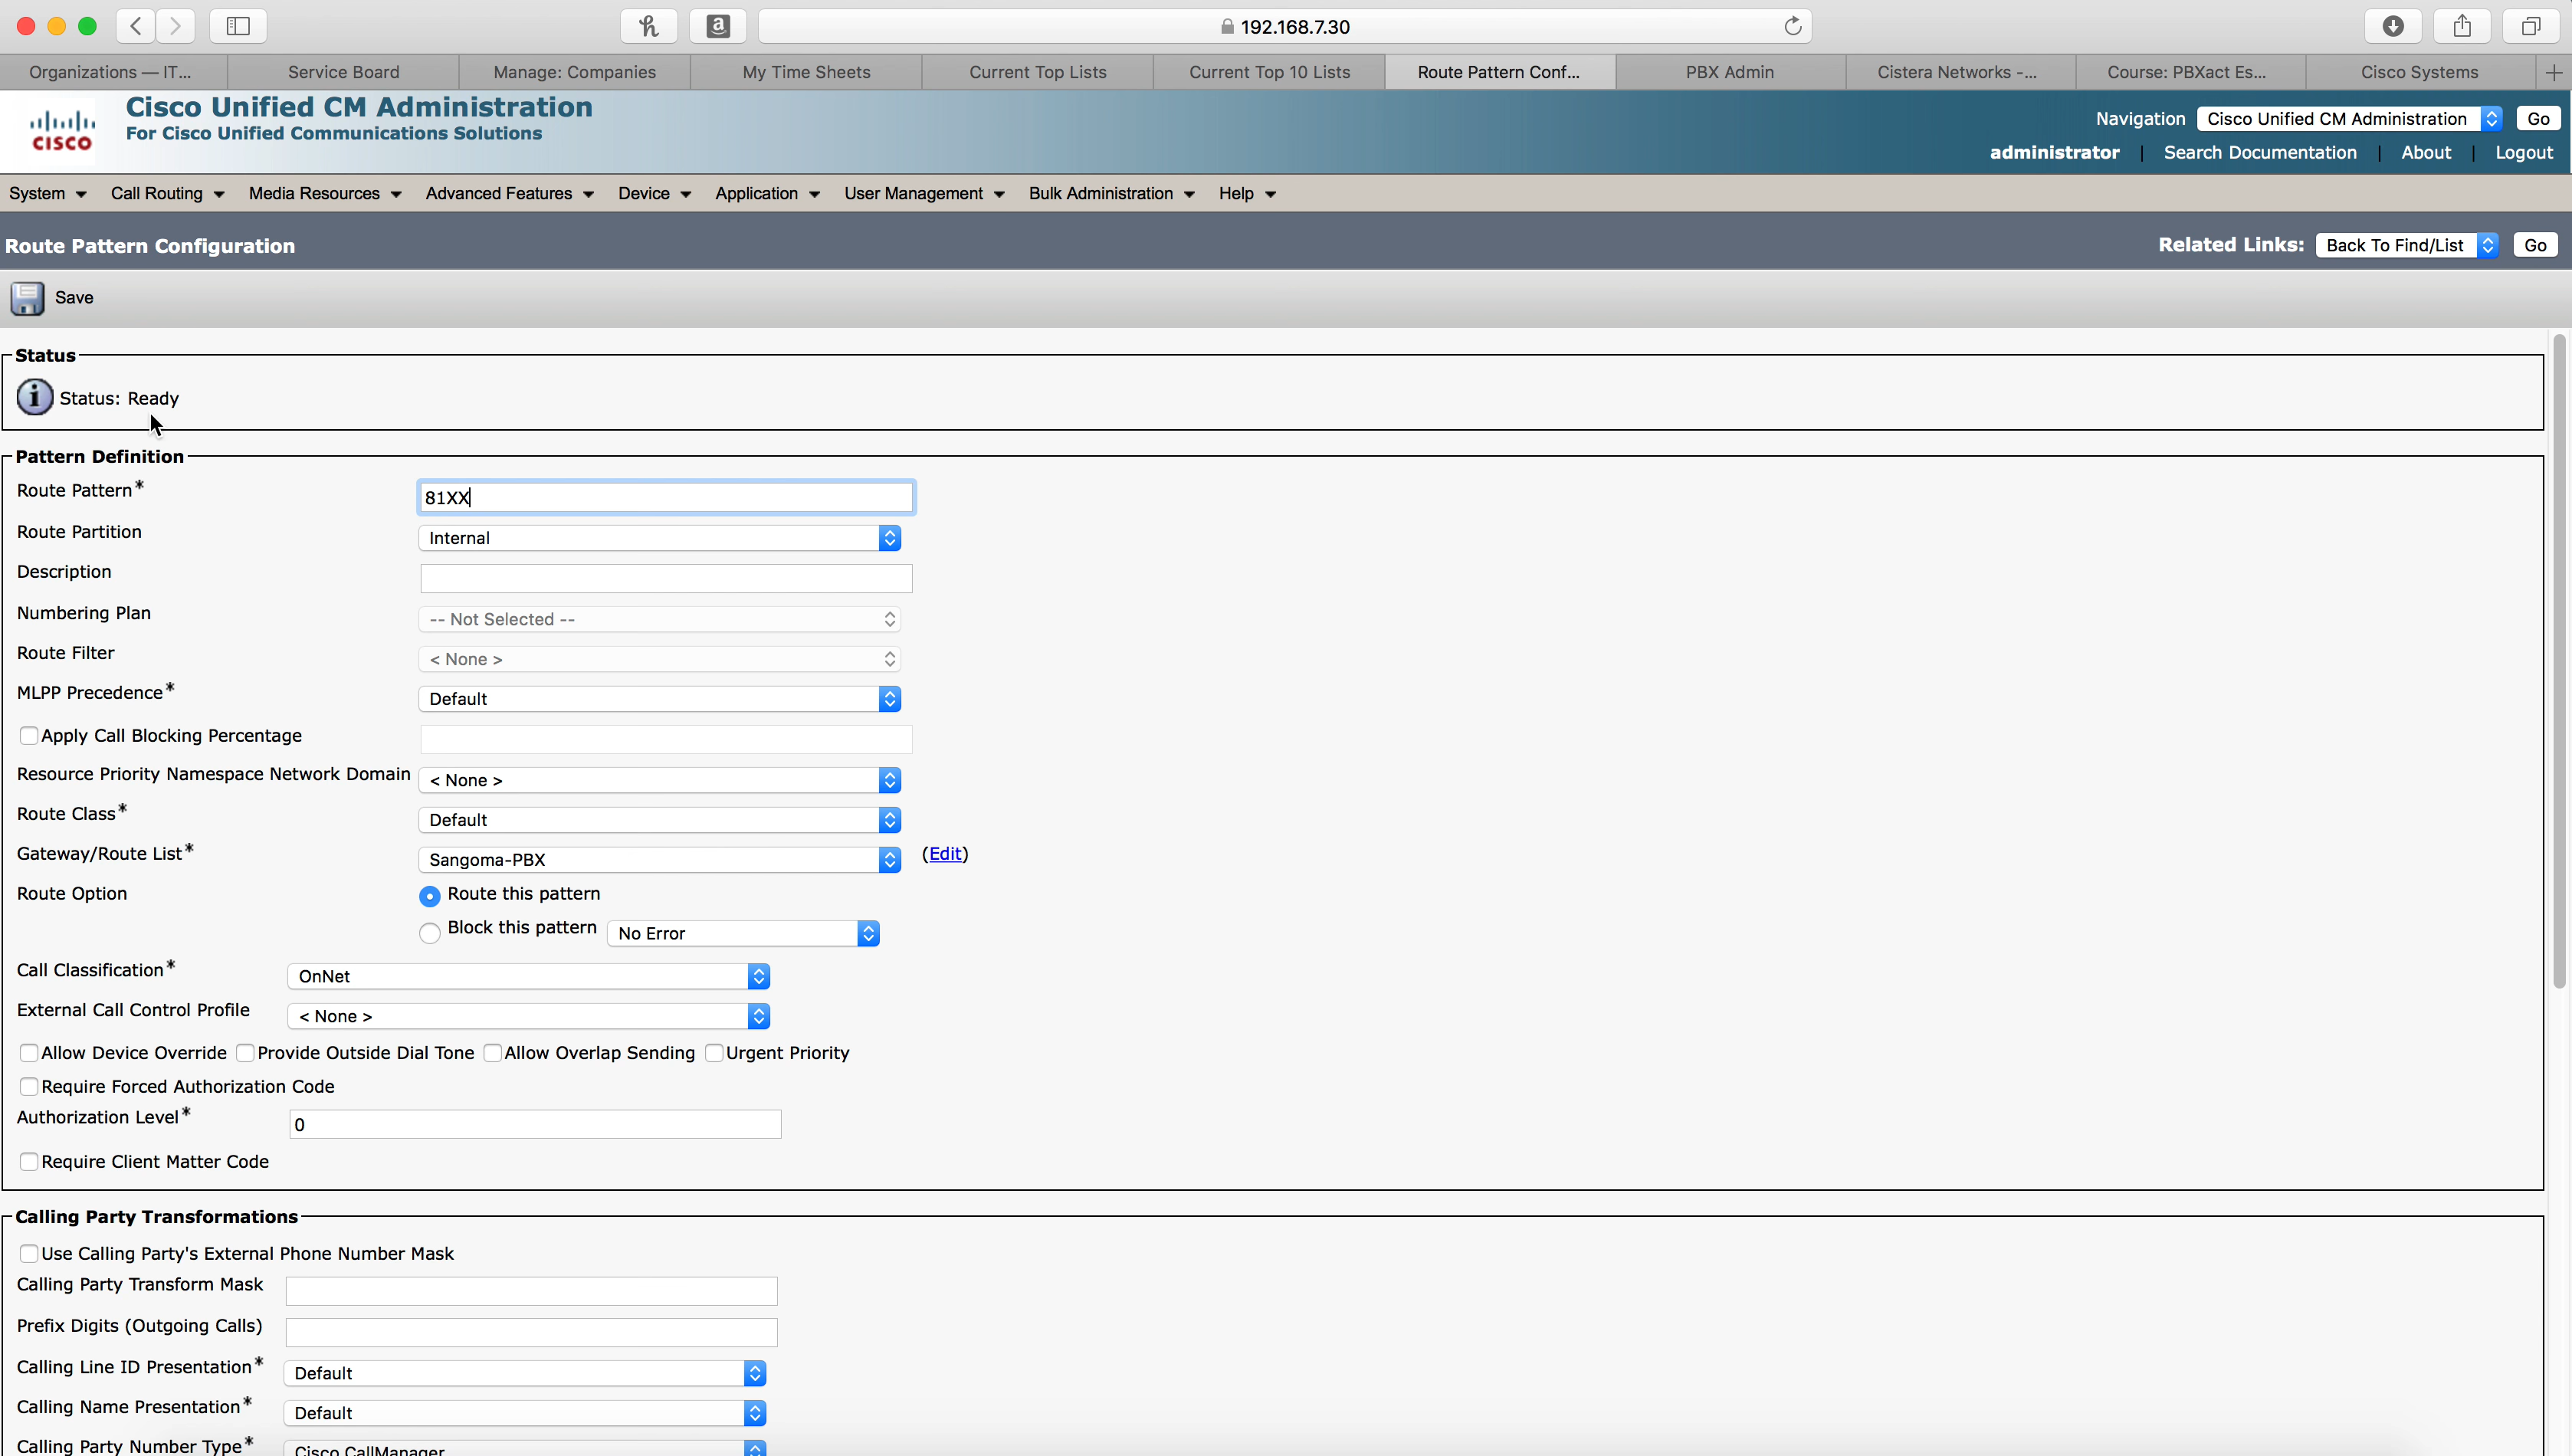 192.168.7.30
Organizations — IT... Service Board Manage: Companies My Time Sheets Current Top Lists Current Top 10 Lists Route Pattern Conf... PBX Admin Cistera Networks -... Course: PBXact Es... Cisco Systems
Cisco Unified CM Administration
For Cisco Unified Communications Solutions
CISCO
Navigation Cisco Unified CM Administration Go
administrator | Search Documentation | About | Logout
System Call Routing Media Resources Advanced Features Device Application User Management Bulk Administration Help
Route Pattern Configuration
Related Links: Back To Find/List Go
Save
Status
Status: Ready
Pattern Definition
Route Pattern* 81XX
Route Partition Internal
Description
Numbering Plan -- Not Selected --
Route Filter < None >
MLPP Precedence* Default
Apply Call Blocking Percentage
Resource Priority Namespace Network Domain < None >
Route Class* Default
Gateway/Route List* Sangoma-PBX (Edit)
Route Option Route this pattern
Block this pattern No Error
Call Classification* OnNet
External Call Control Profile < None >
Allow Device Override Provide Outside Dial Tone Allow Overlap Sending Urgent Priority
Require Forced Authorization Code
Authorization Level* 0
Require Client Matter Code
Calling Party Transformations
Use Calling Party's External Phone Number Mask
Calling Party Transform Mask
Prefix Digits (Outgoing Calls)
Calling Line ID Presentation* Default
Calling Name Presentation* Default
Calling Party Number Type* Cisco CallManager